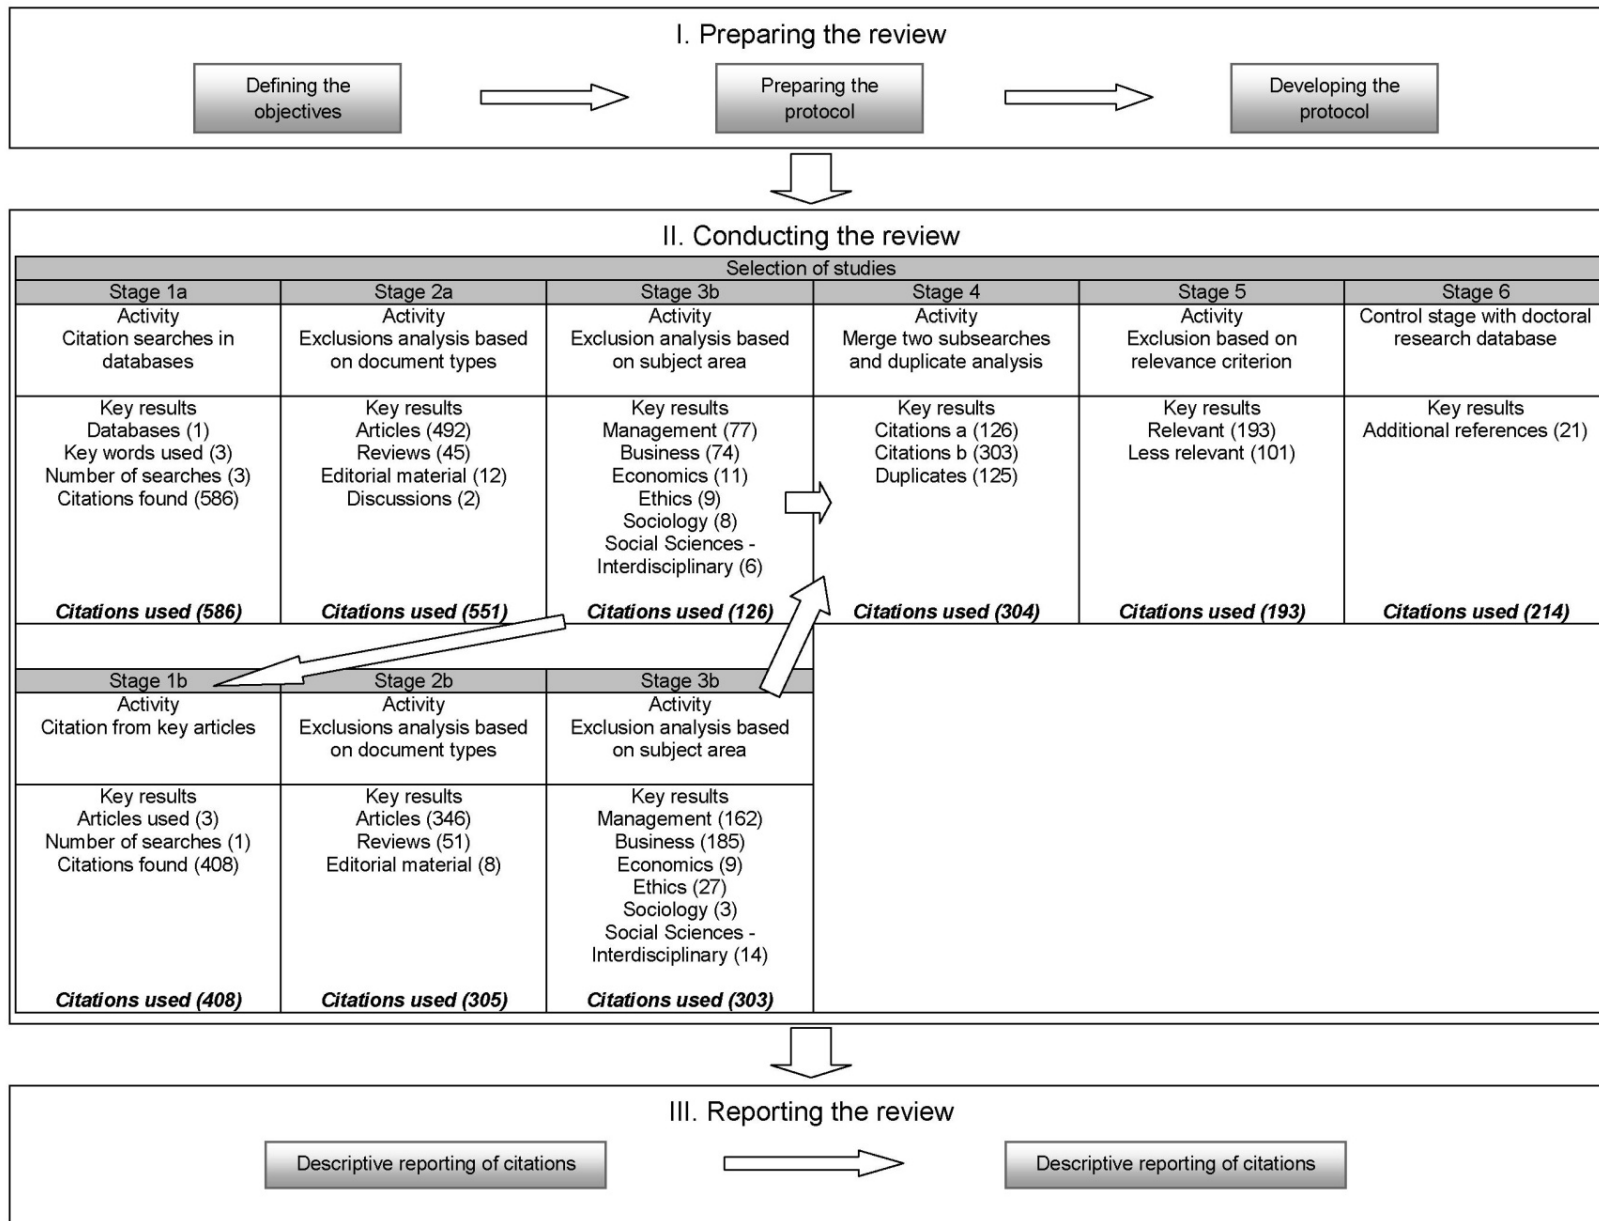 I. Preparing the review
Defining the
objectives
Preparing the
protocol
Developing the
protocol
II. Conducting the review
Selection of studies
Stage 1a
Activity
Citation searches in
databases
Key results
Databases (1)
Key words used (3)
Number of searches (3)
Citations found (586)
Citations used (586)
Stage 2a
Activity
Exclusions analysis based
on document types
Key results
Articles (492)
Reviews (45)
Editorial material (12)
Discussions (2)
Citations used (551)
Stage 3b
Activity
Exclusion analysis based
on subject area
Key results
Management (77)
Business (74)
Economics (11)
Ethics (9)
Sociology (8)
Social Sciences -
Interdisciplinary (6)
Citations used (126)
Stage 4
Activity
Merge two subsearches
and duplicate analysis
Key results
Citations a (126)
Citations b (303)
Duplicates (125)
Citations used (304)
Stage 5
Activity
Exclusion based on
relevance criterion
Key results
Relevant (193)
Less relevant (101)
Citations used (193)
Stage 6
Control stage with doctoral
research database
Key results
Additional references (21)
Citations used (214)
Stage 1b
Activity
Citation from key articles
Key results
Articles used (3)
Number of searches (1)
Citations found (408)
Citations used (408)
Stage 2b
Activity
Exclusions analysis based
on document types
Key results
Articles (346)
Reviews (51)
Editorial material (8)
Citations used (305)
Stage 3b
Activity
Exclusion analysis based
on subject area
Key results
Management (162)
Business (185)
Economics (9)
Ethics (27)
Sociology (3)
Social Sciences -
Interdisciplinary (14)
Citations used (303)
III. Reporting the review
Descriptive reporting of citations
Descriptive reporting of citations